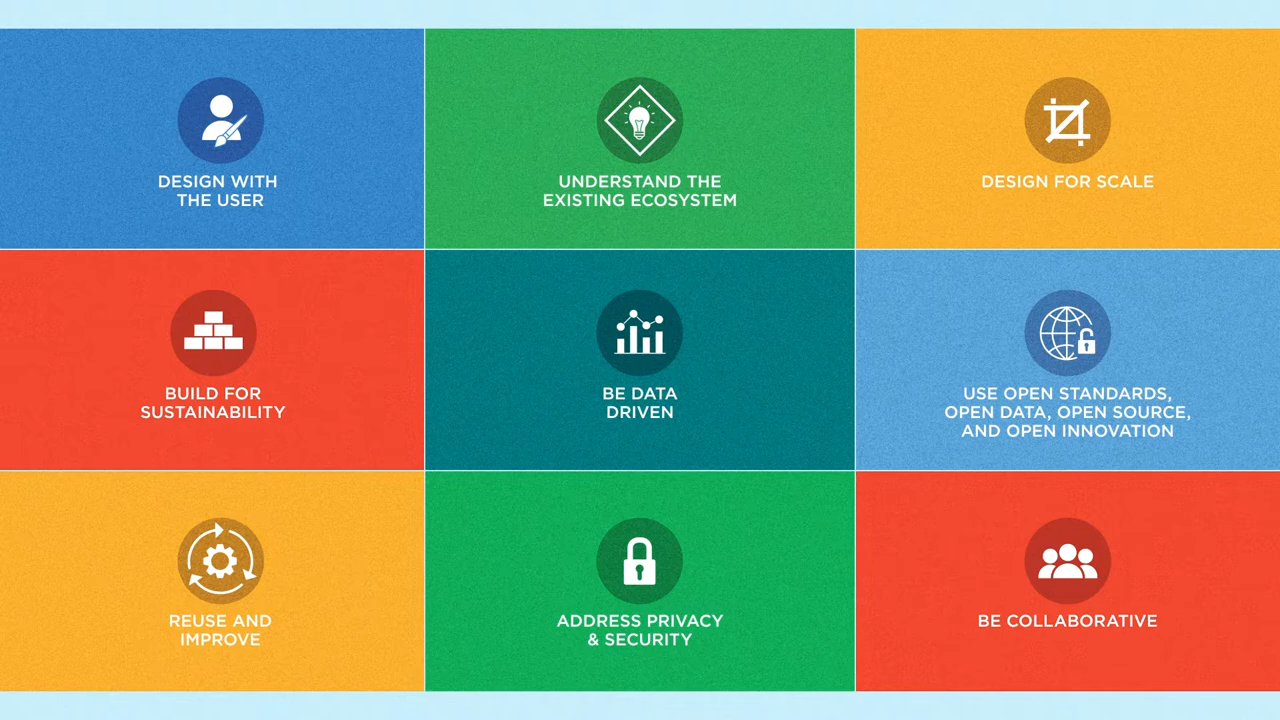 DESIGN WITH
THE USER
UNDERSTAND THE
EXISTING ECOSYSTEM
DESIGN FOR SCALE
BUILD FOR
SUSTAINABILITY
BE DATA
DRIVEN
USE OPEN STANDARDS,
OPEN DATA, OPEN SOURCE,
AND OPEN INNOVATION
REUSE AND
IMPROVE
ADDRESS PRIVACY
& SECURITY
BE COLLABORATIVE